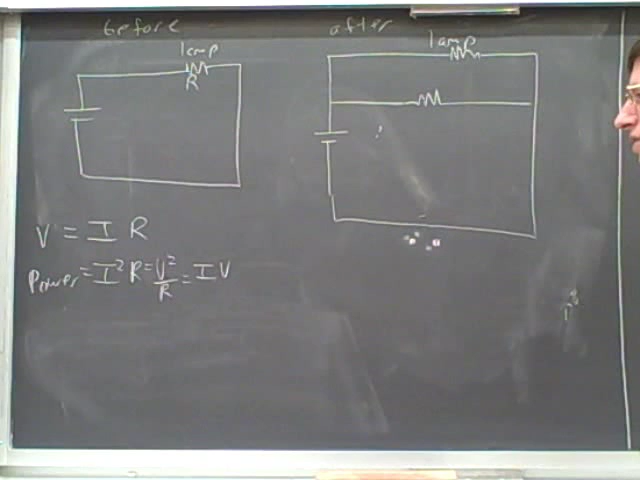 before
lamp
R
after
lamp
V = I R
Power = I² R = V²/R = I V